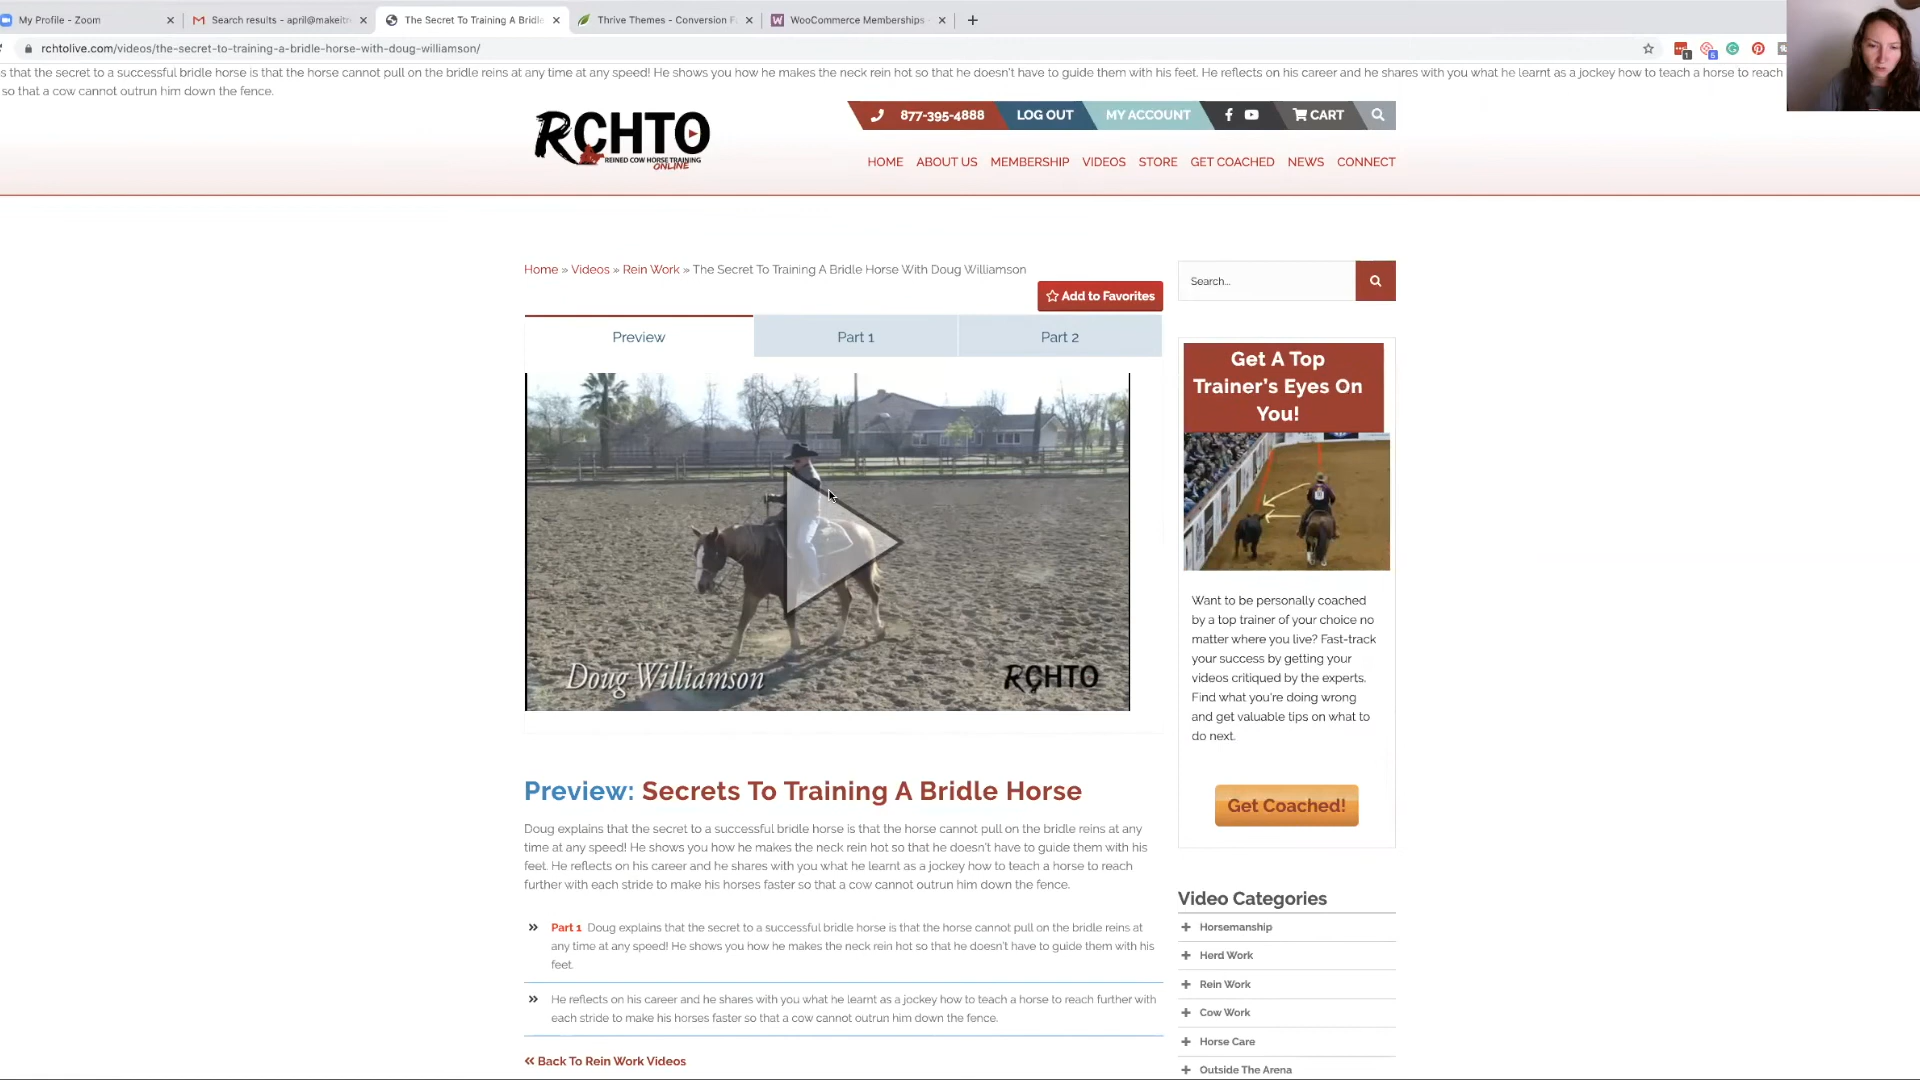 My Profile - Zoom
Search results - april@makeitr
The Secret To Training A Bridle
Thrive Themes - Conversion F
WooCommerce Memberships -
rchtolive.com/videos/the-secret-to-training-a-bridle-horse-with-doug-williamson/
s that the secret to a successful bridle horse is that the horse cannot pull on the bridle reins at any time at any speed! He shows you how he makes the neck rein hot so that he doesn't have to guide them with his feet. He reflects on his career and he shares with you what he learnt as a jockey how to teach a horse to reach
so that a cow cannot outrun him down the fence.
RCHTO
REINED COW HORSE TRAINING
ONLINE
877-395-4888
LOG OUT
MY ACCOUNT
CART
HOME ABOUT US MEMBERSHIP VIDEOS STORE GET COACHED NEWS CONNECT
Home » Videos » Rein Work » The Secret To Training A Bridle Horse With Doug Williamson
Add to Favorites
Preview
Part 1
Part 2
Doug Williamson
RCHTO
Preview: Secrets To Training A Bridle Horse
Doug explains that the secret to a successful bridle horse is that the horse cannot pull on the bridle reins at any
time at any speed! He shows you how he makes the neck rein hot so that he doesn't have to guide them with his
feet. He reflects on his career and he shares with you what he learnt as a jockey how to teach a horse to reach
further with each stride to make his horses faster so that a cow cannot outrun him down the fence.
» Part 1 Doug explains that the secret to a successful bridle horse is that the horse cannot pull on the bridle reins at
any time at any speed! He shows you how he makes the neck rein hot so that he doesn't have to guide them with his
feet.
» He reflects on his career and he shares with you what he learnt as a jockey how to teach a horse to reach further with
each stride to make his horses faster so that a cow cannot outrun him down the fence.
« Back To Rein Work Videos
Search...
Get A Top
Trainer's Eyes On
You!
Want to be personally coached
by a top trainer of your choice no
matter where you live? Fast-track
your success by getting your
videos critiqued by the experts.
Find what you're doing wrong
and get valuable tips on what to
do next.
Get Coached!
Video Categories
+ Horsemanship
+ Herd Work
+ Rein Work
+ Cow Work
+ Horse Care
+ Outside The Arena